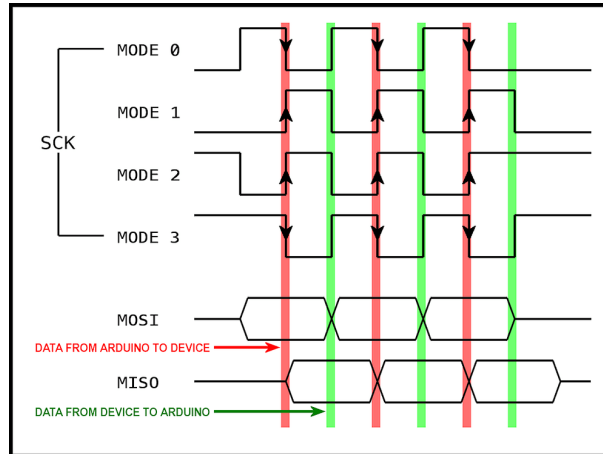 MODE 0
MODE 1
SCK
MODE 2
MODE 3
MOSI
DATA FROM ARDUINO TO DEVICE
MISO
DATA FROM DEVICE TO ARDUINO